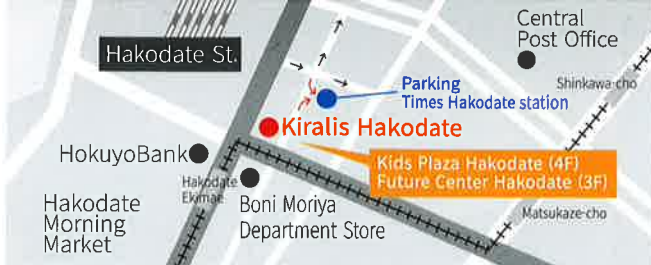 Hakodate St.
Central
Post Office
Parking
Times Hakodate station
Shinkawa-cho
Kiralis Hakodate
HokuyoBank
Kids Plaza Hakodate (4F)
Future Center Hakodate (3F)
Hakodate
Ekimae
Boni Moriya
Department Store
Hakodate
Morning
Market
Matsukaze-cho